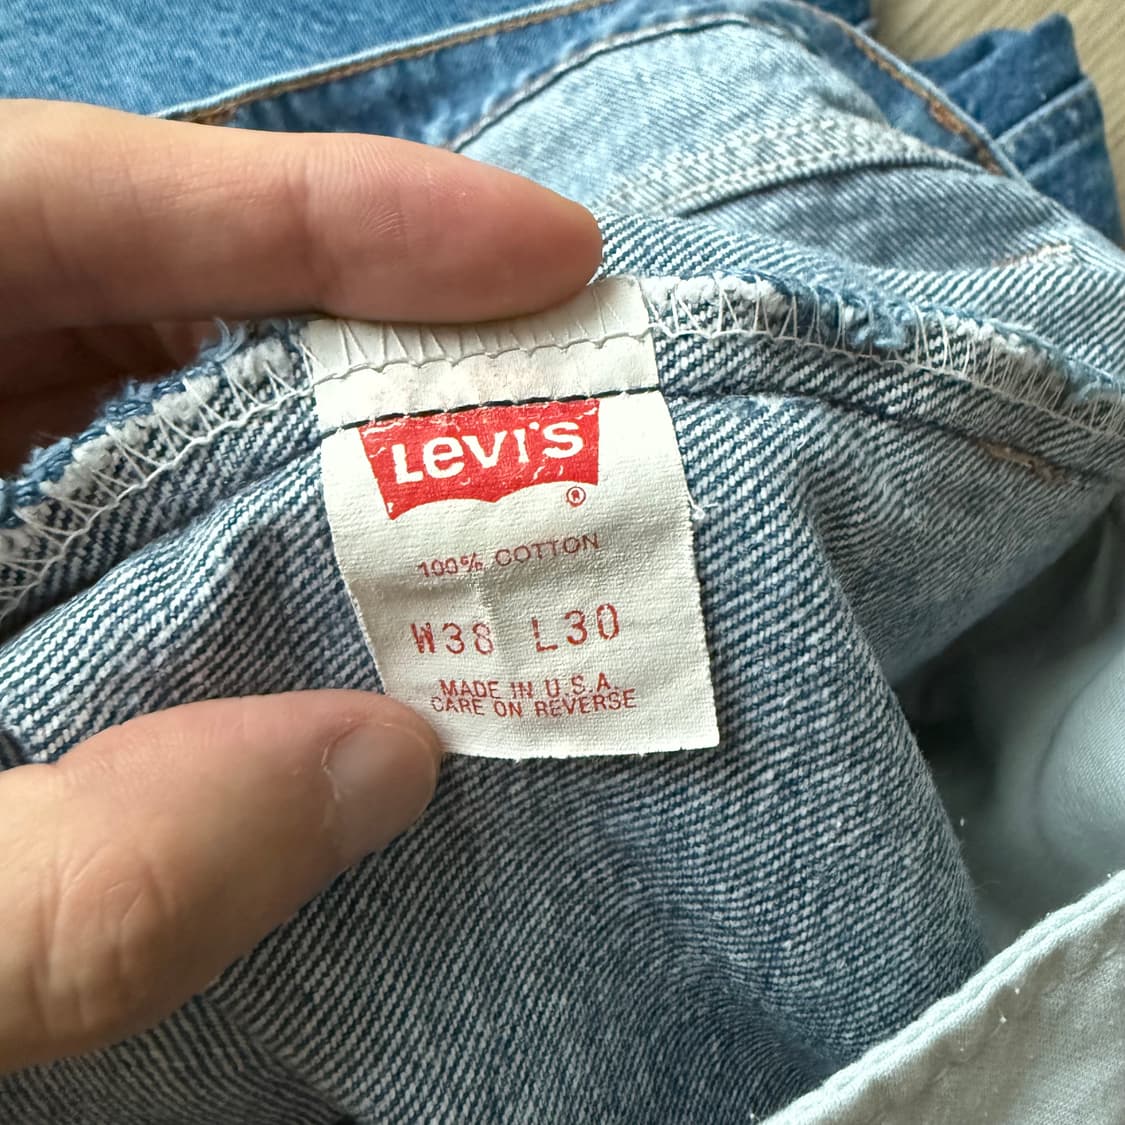 LEVI'S
®
100% COTTON
W38 L30
MADE IN U.S.A.
CARE ON REVERSE